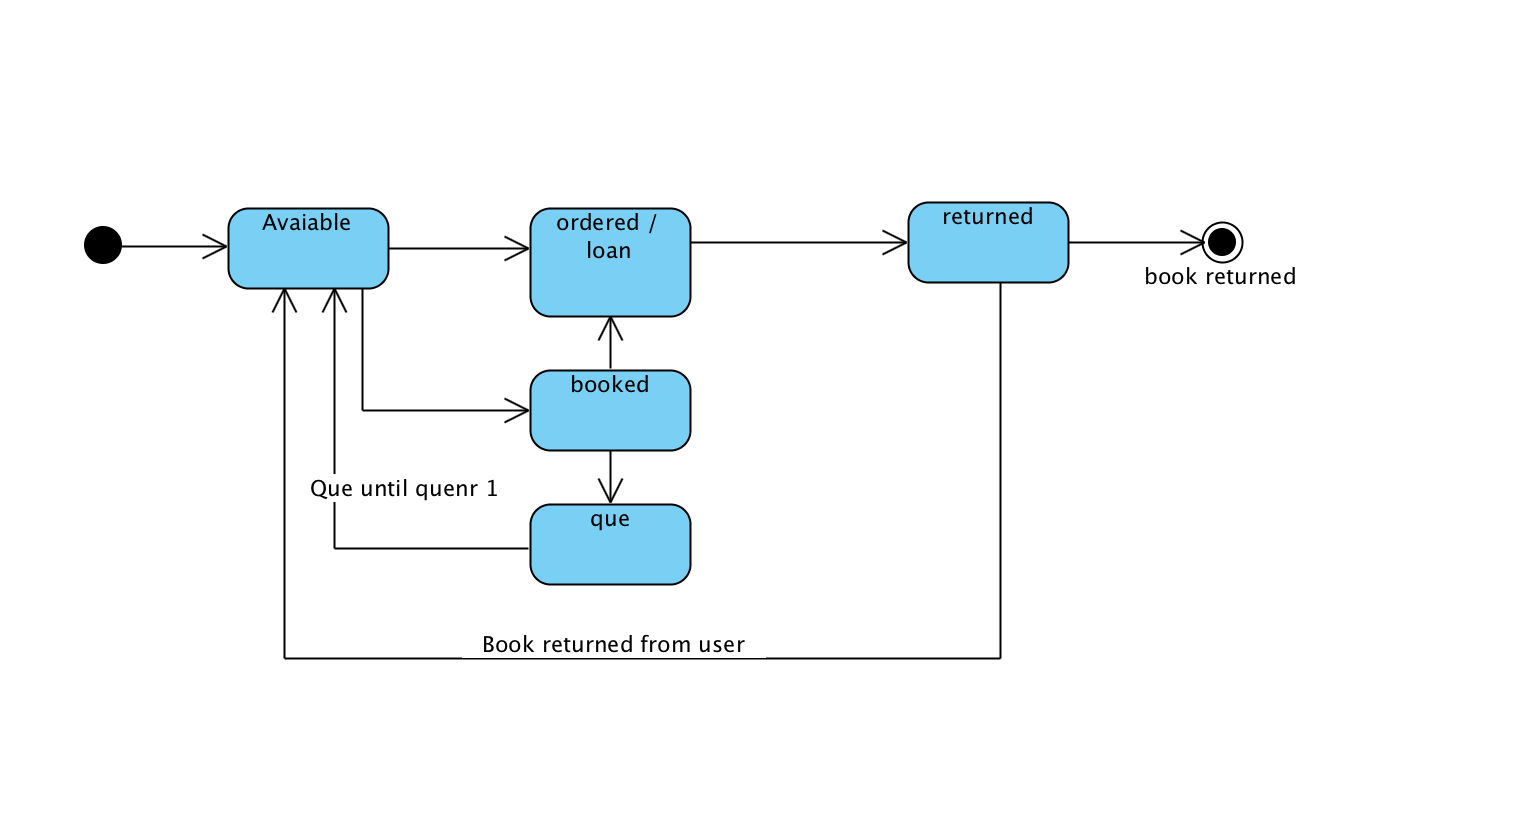 Avaiable
ordered /
loan
returned
book returned
booked
Que until quenr 1
que
Book returned from user